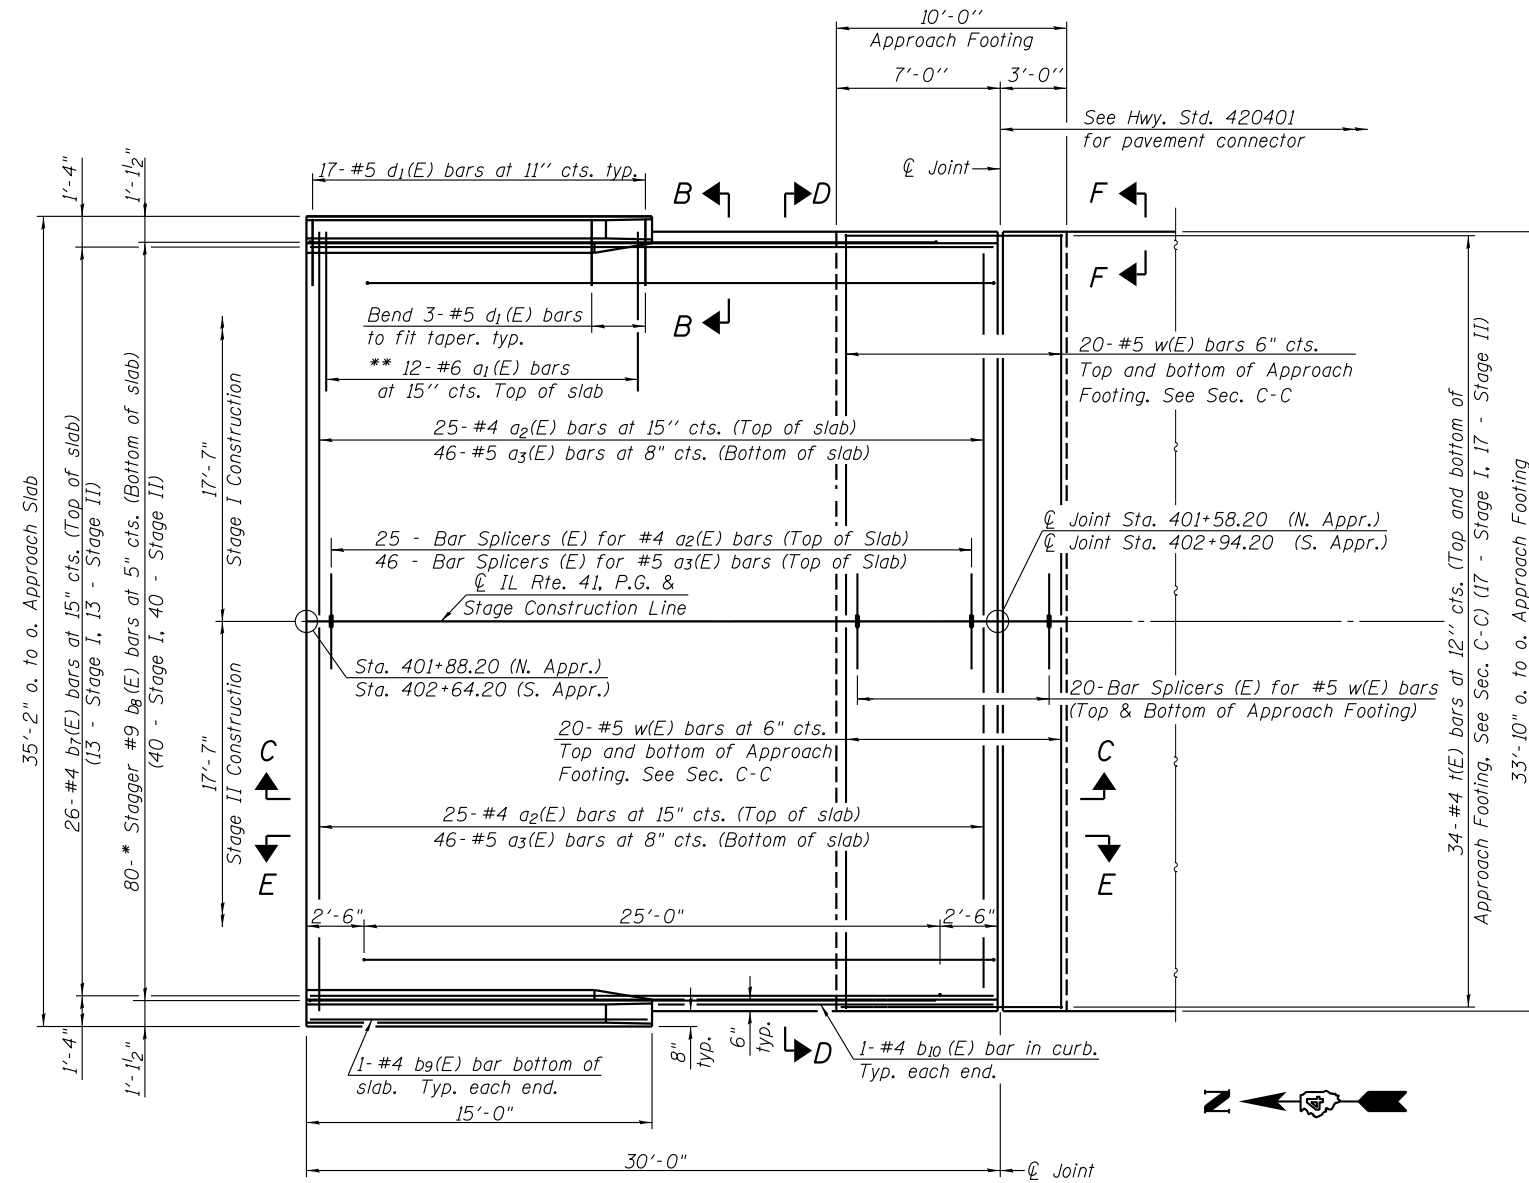 10'-0''
Approach Footing
7'-0''
3'-0''
See Hwy. Std. 420401
for pavement connector
℄ Joint
1'-4"
1'-1½"
17- #5 d1(E) bars at 11'' cts. typ.
B
D
F
F
B
Bend 3- #5 d1(E) bars
to fit taper. typ.
** 12- #6 a1(E) bars
at 15'' cts. Top of slab
20- #5 w(E) bars 6" cts.
Top and bottom of Approach
Footing. See Sec. C-C
25- #4 a2(E) bars at 15'' cts. (Top of slab)
46- #5 a3(E) bars at 8" cts. (Bottom of slab)
35'-2" o. to o. Approach Slab
26- #4 b7(E) bars at 15" cts. (Top of slab)
(13 - Stage I, 13 - Stage II)
80- * Stagger #9 b8(E) bars at 5" cts. (Bottom of slab)
(40 - Stage I, 40 - Stage II)
17'-7"
Stage I Construction
17'-7"
Stage II Construction
25 - Bar Splicers (E) for #4 a2(E) bars (Top of Slab)
46 - Bar Splicers (E) for #5 a3(E) bars (Top of Slab)
℄ IL Rte. 41, P.G. &
Stage Construction Line
℄ Joint Sta. 401+58.20 (N. Appr.)
℄ Joint Sta. 402+94.20 (S. Appr.)
Sta. 401+88.20 (N. Appr.)
Sta. 402+64.20 (S. Appr.)
20-Bar Splicers (E) for #5 w(E) bars
(Top & Bottom of Approach Footing)
20- #5 w(E) bars at 6" cts.
Top and bottom of Approach
Footing. See Sec. C-C
34- #4 t(E) bars at 12'' cts. (Top and bottom of
Approach Footing. See Sec. C-C) (17 - Stage I, 17 - Stage II)
33'-10" o. to o. Approach Footing
C
C
25- #4 a2(E) bars at 15" cts. (Top of slab)
46- #5 a3(E) bars at 8" cts. (Bottom of slab)
E
E
2'-6"
25'-0"
2'-6"
1'-4"
1'-1½"
8"
typ.
6"
typ.
D
1- #4 b9(E) bar bottom of
slab. Typ. each end.
1- #4 b10 (E) bar in curb.
Typ. each end.
15'-0"
30'-0"
℄ Joint
N
4